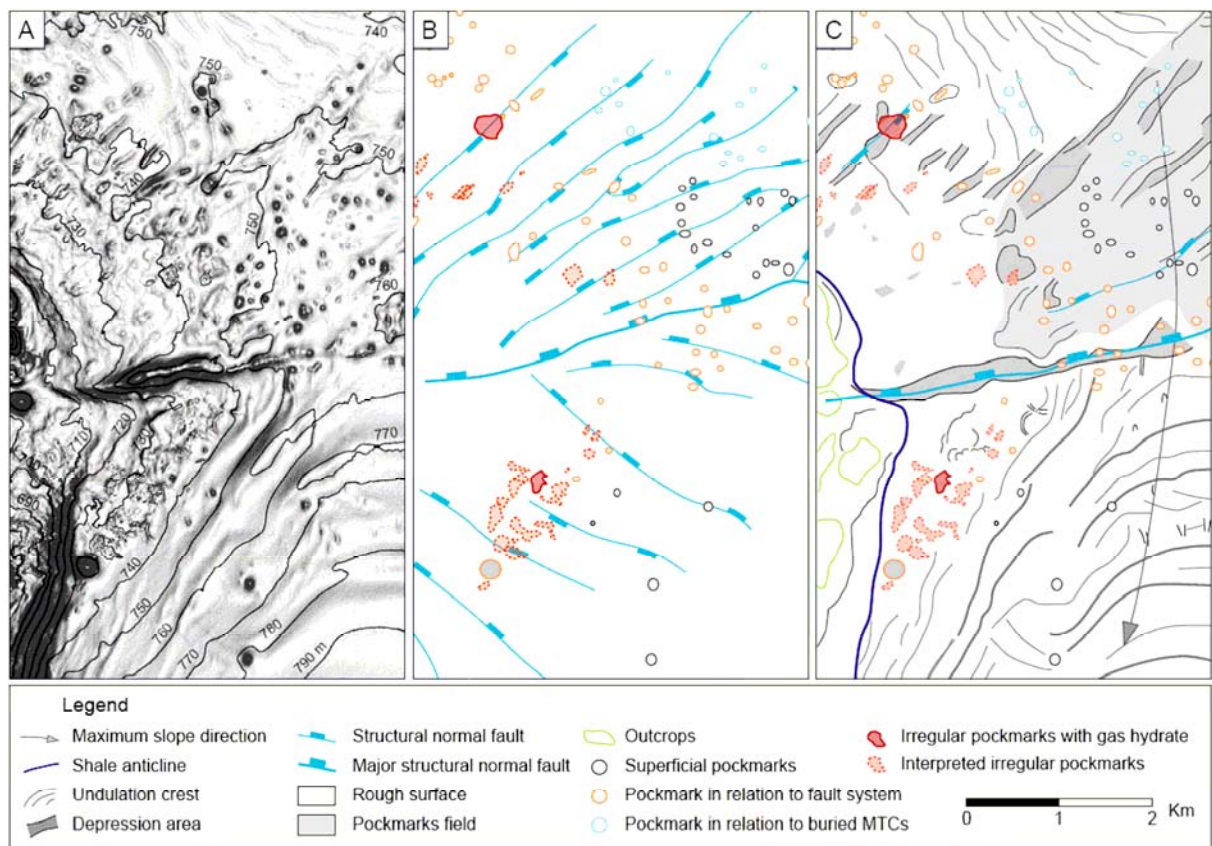 A
B
C
750
740
750
750
740
730
750
760
720
710
770
740
750
760
770
780
790 m
Legend
Maximum slope direction
Shale anticline
Undulation crest
Depression area
Structural normal fault
Major structural normal fault
Rough surface
Pockmarks field
Outcrops
Superficial pockmarks
Pockmark in relation to fault system
Pockmark in relation to buried MTCs
Irregular pockmarks with gas hydrate
Interpreted irregular pockmarks
0 1 2 Km